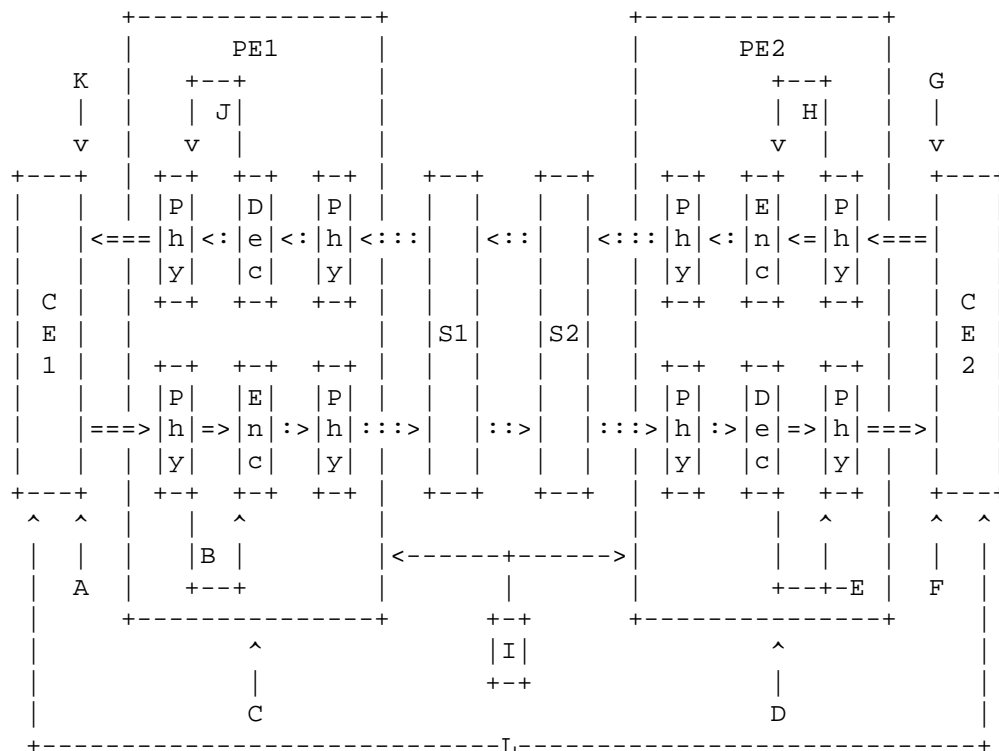 +---------------+               +---------------+
                |      PE1      |               |      PE2      |
             K  |   +--+        |               |        +--+   |  G
             |  |   | J|        |               |        | H|   |  |
             v  |   v  |        |               |        v  |   |  v
         +---+  | +-+  +-+  +-+ |  +--+   +--+  | +-+  +-+  +-+ |  +---+
         |   |  | |P|  |D|  |P| |  |  |   |  |  | |P|  |E|  |P| |  |   |
         |   |<===|h|<:|e|<:|h|<:::|  |<::|  |<:::|h|<:|n|<=|h|<===|   |
         |   |  | |y|  |c|  |y| |  |  |   |  |  | |y|  |c|  |y| |  |   |
         | C |  | +-+  +-+  +-+ |  |  |   |  |  | +-+  +-+  +-+ |  | C |
         | E |  |               |  |S1|   |S2|  |               |  | E |
         | 1 |  | +-+  +-+  +-+ |  |  |   |  |  | +-+  +-+  +-+ |  | 2 |
         |   |  | |P|  |E|  |P| |  |  |   |  |  | |P|  |D|  |P| |  |   |
         |   |===>|h|=>|n|:>|h|:::>|  |::>|  |:::>|h|:>|e|=>|h|===>|   |
         |   |  | |y|  |c|  |y| |  |  |   |  |  | |y|  |c|  |y| |  |   |
         +---+  | +-+  +-+  +-+ |  +--+   +--+  | +-+  +-+  +-+ |  +---+
          ^  ^  |   |  ^        |               |        |  ^   |  ^  ^
          |  |  |   |B |        |<------+------>|        |  |   |  |  |
          |  A  |   +--+        |       |       |        +--+-E |  F  |
          |     +---------------+      +-+      +---------------+     |
          |             ^              |I|               ^            |
          |             |              +-+               |            |
          |             C                                D            |
          +-----------------------------L-----------------------------+